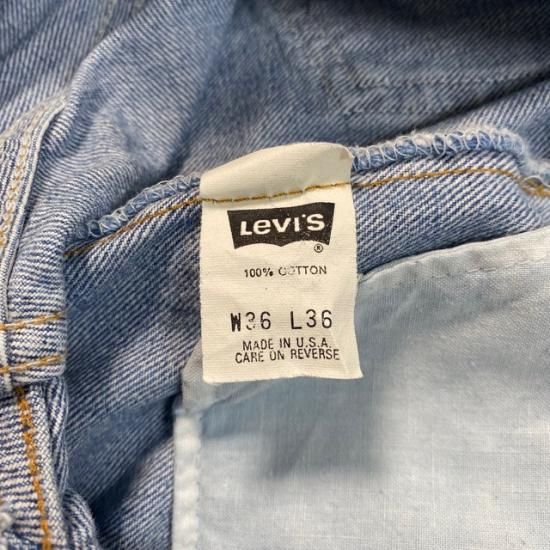 Levi's
®
100% COTTON
W36 L36
MADE IN U.S.A.
CARE ON REVERSE